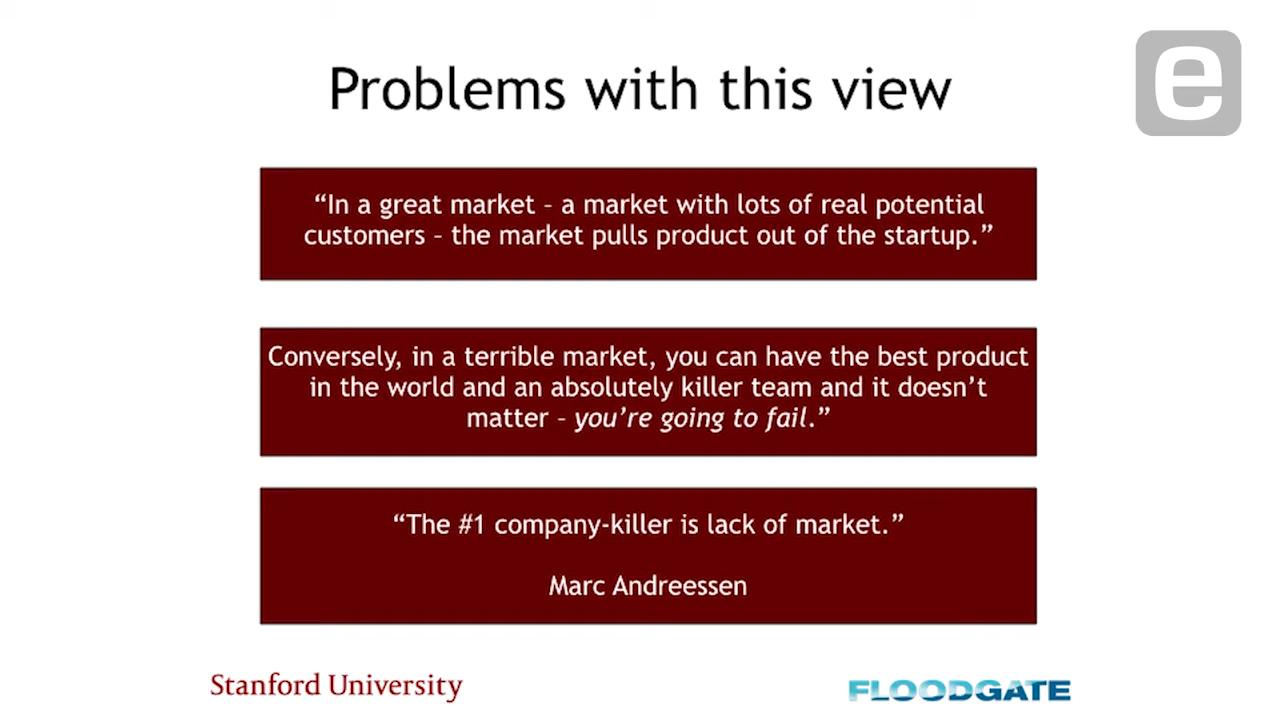 e
Problems with this view
“In a great market – a market with lots of real potential
customers – the market pulls product out of the startup.”
Conversely, in a terrible market, you can have the best product
in the world and an absolutely killer team and it doesn’t
matter – you’re going to fail.”
“The #1 company-killer is lack of market.”
Marc Andreessen
Stanford University
FLOODGATE